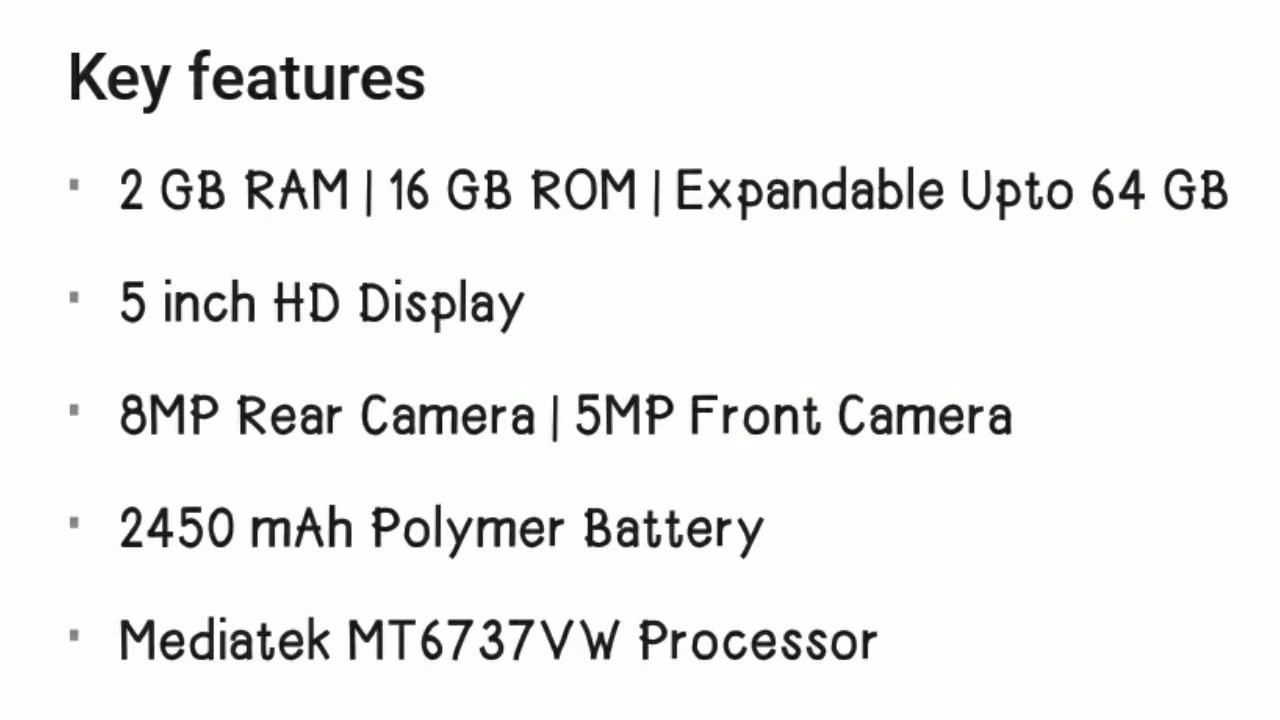 Key features
2 GB RAM | 16 GB ROM | Expandable Upto 64 GB
5 inch HD Display
8MP Rear Camera | 5MP Front Camera
2450 mAh Polymer Battery
Mediatek MT6737VW Processor